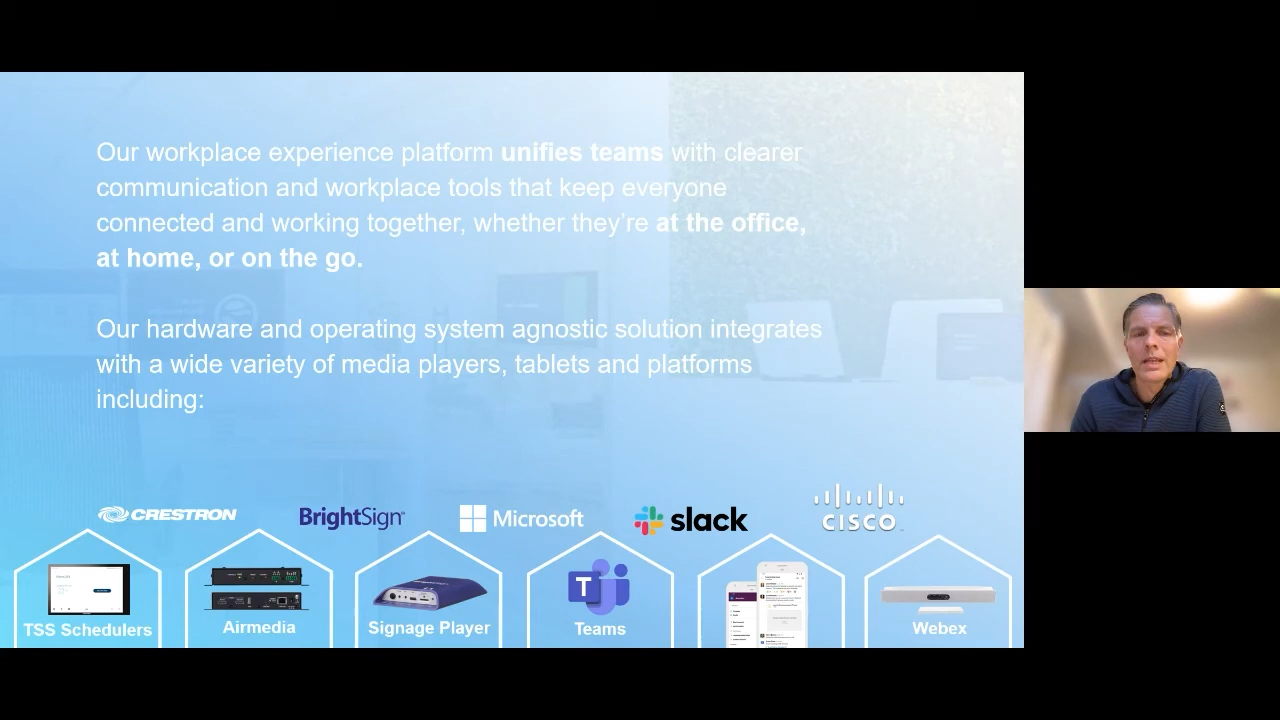 Our workplace experience platform unifies teams with clearer
communication and workplace tools that keep everyone
connected and working together, whether they’re at the office,
at home, or on the go.
Our hardware and operating system agnostic solution integrates
with a wide variety of media players, tablets and platforms
including:
CRESTRON
BrightSign
Microsoft
slack
CISCO
TSS Schedulers
Airmedia
Signage Player
T
Teams
Webex